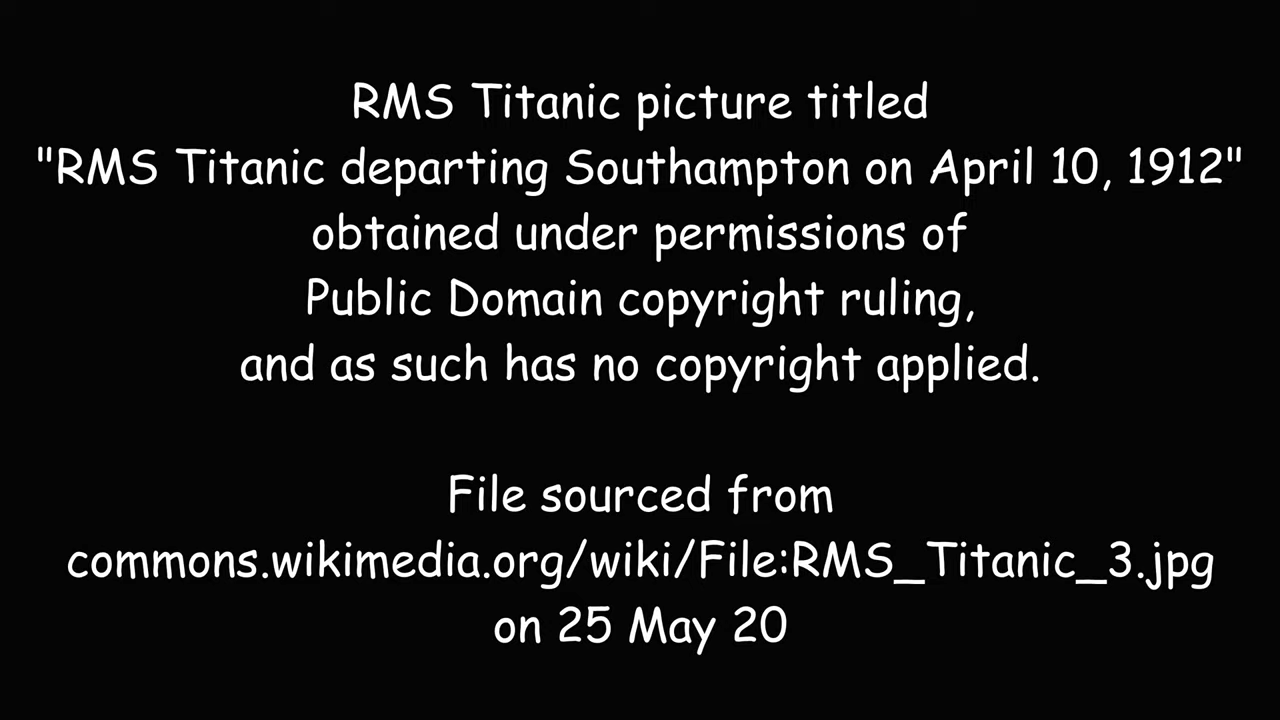 RMS Titanic picture titled
"RMS Titanic departing Southampton on April 10, 1912"
obtained under permissions of
Public Domain copyright ruling,
and as such has no copyright applied.
File sourced from
commons.wikimedia.org/wiki/File:RMS_Titanic_3.jpg
on 25 May 20